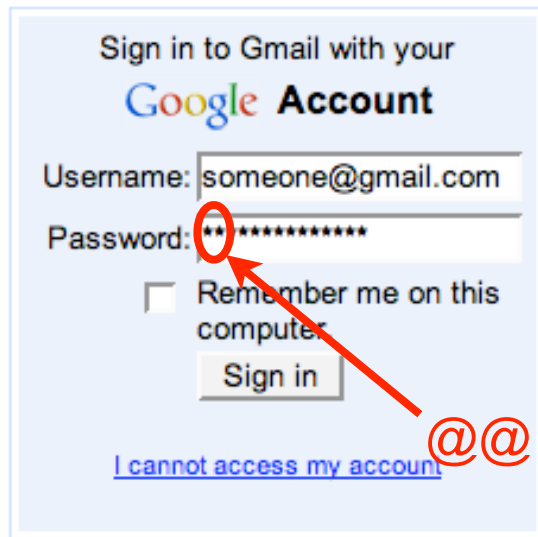 Sign in to Gmail with your
Google Account
Username: someone@gmail.com
Password: **************
Remember me on this
computer.
Sign in
@@
I cannot access my account